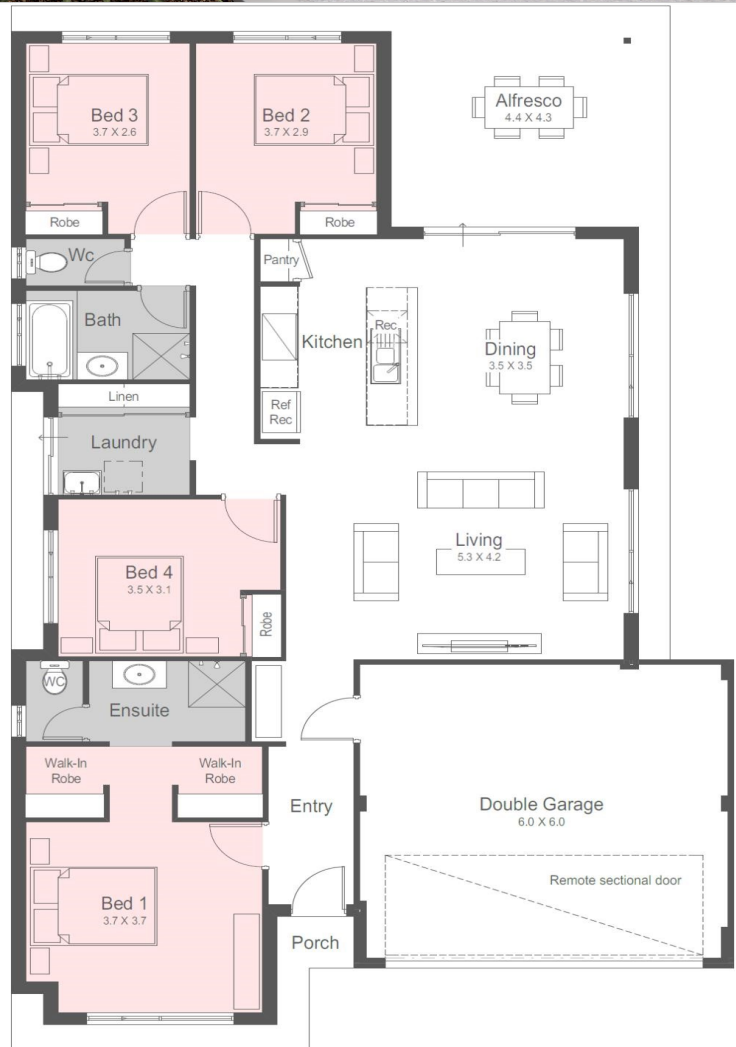 Bed 3
3.7 X 2.6
Bed 2
3.7 X 2.9
Alfresco
4.4 X 4.3
Robe
Robe
Wc
Pantry
Bath
Kitchen
Rec
Dining
3.5 X 3.5
Linen
Ref
Rec
Laundry
Living
5.3 X 4.2
Bed 4
3.5 X 3.1
Robe
WC
Ensuite
Walk-In
Robe
Walk-In
Robe
Entry
Double Garage
6.0 X 6.0
Remote sectional door
Bed 1
3.7 X 3.7
Porch